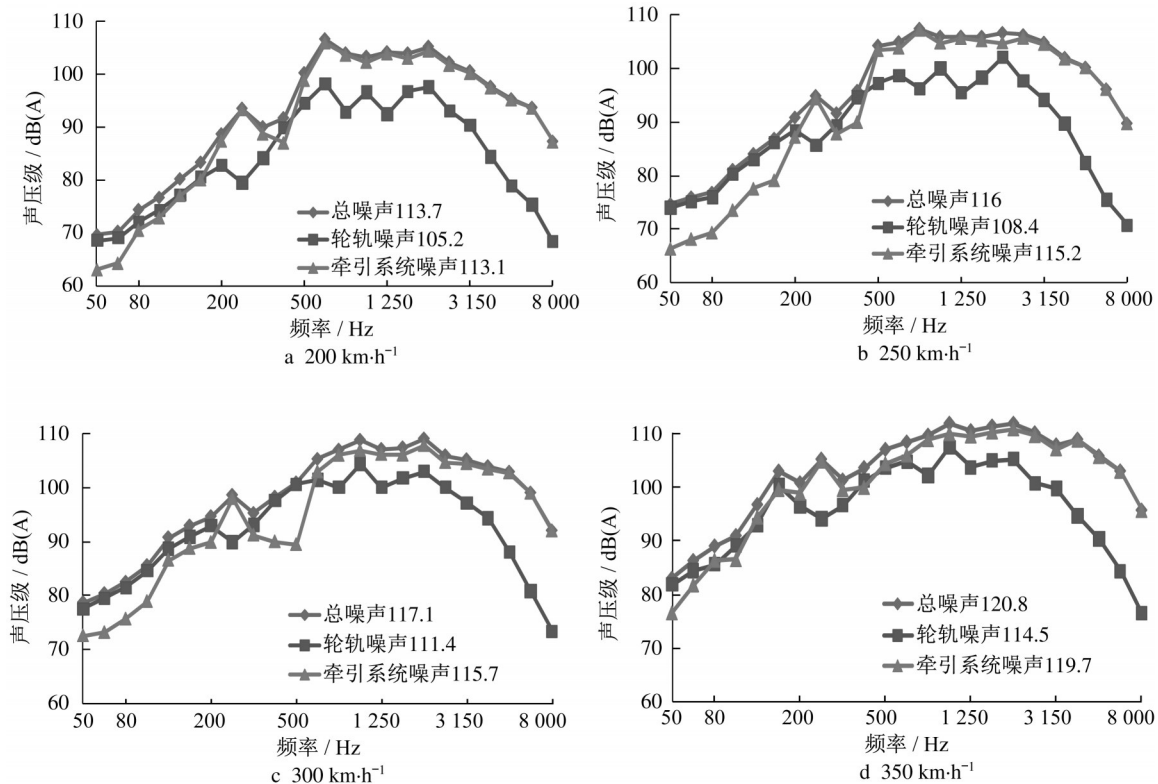 110
100
90
80
70
60
声压级 / dB(A)
总噪声113.7
轮轨噪声105.2
牵引系统噪声113.1
50 80 200 500 1 250 3 150 8 000
频率 / Hz
a 200 km·h⁻¹
110
100
90
80
70
60
声压级 / dB(A)
总噪声116
轮轨噪声108.4
牵引系统噪声115.2
50 80 200 500 1 250 3 150 8 000
频率 / Hz
b 250 km·h⁻¹
110
100
90
80
70
60
声压级 / dB(A)
总噪声117.1
轮轨噪声111.4
牵引系统噪声115.7
50 80 200 500 1 250 3 150 8 000
频率 / Hz
c 300 km·h⁻¹
110
100
90
80
70
60
声压级 / dB(A)
总噪声120.8
轮轨噪声114.5
牵引系统噪声119.7
50 80 200 500 1 250 3 150 8 000
频率 / Hz
d 350 km·h⁻¹